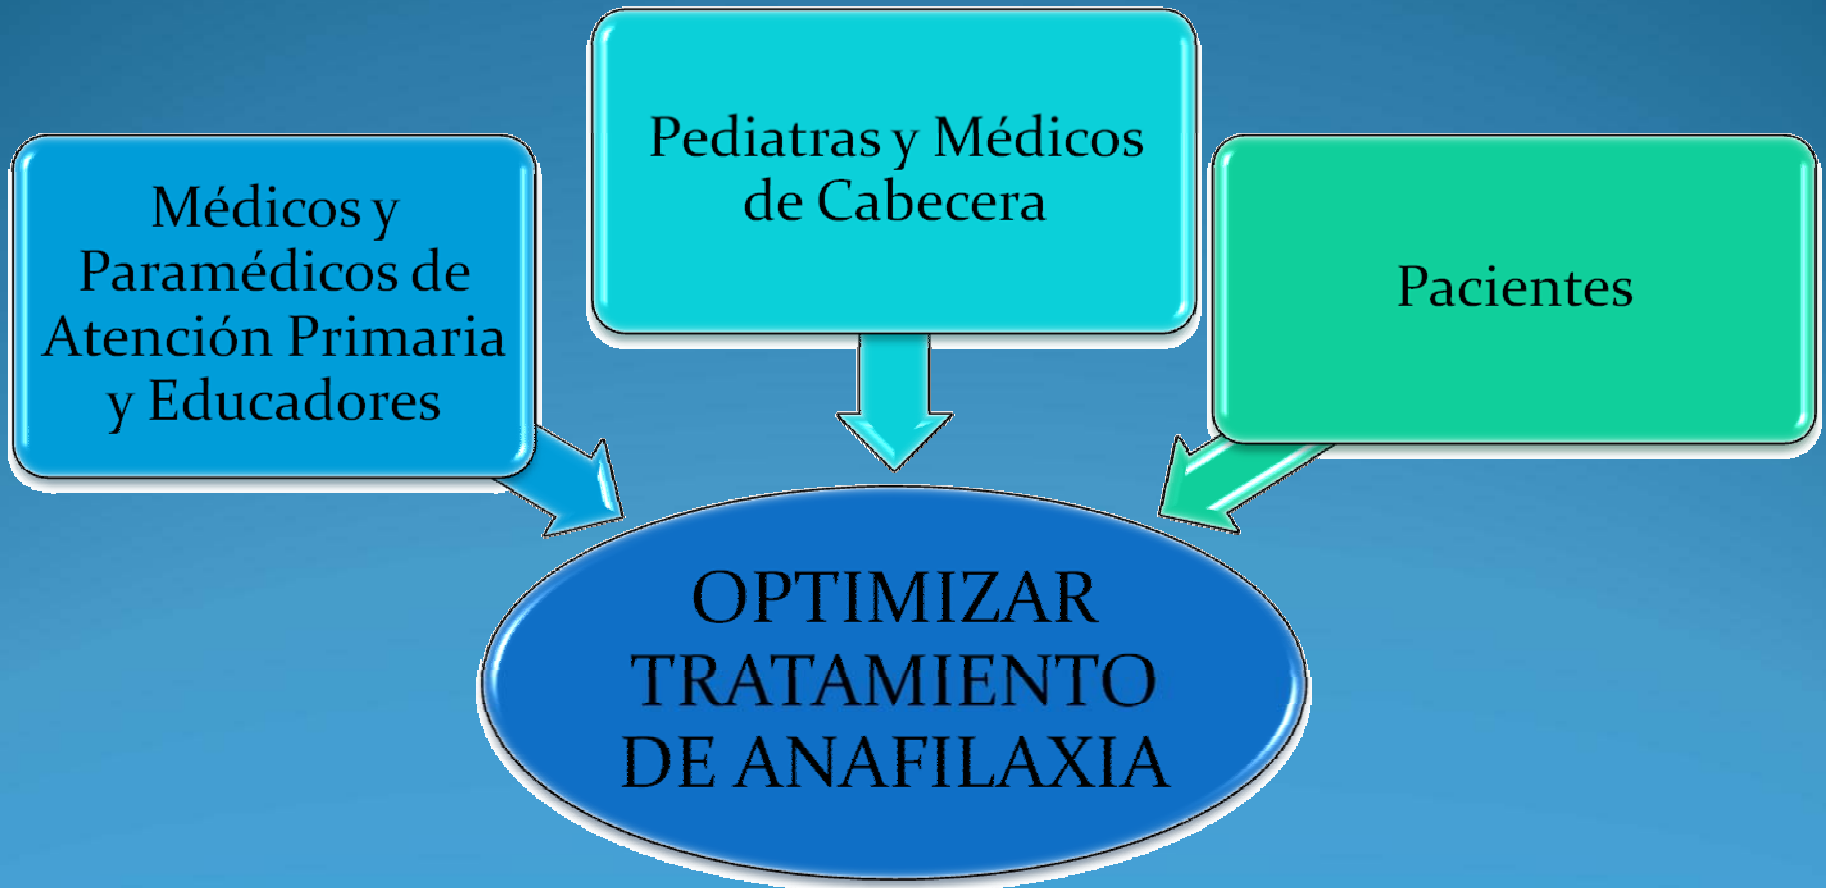 Médicos y
Paramédicos de
Atención Primaria
y Educadores
Pediatras y Médicos
de Cabecera
Pacientes
OPTIMIZAR
TRATAMIENTO
DE ANAFILAXIA